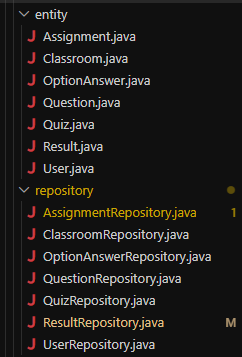 entity
Assignment.java
Classroom.java
OptionAnswer.java
Question.java
Quiz.java
Result.java
User.java
repository
AssignmentRepository.java 1
ClassroomRepository.java
OptionAnswerRepository.java
QuestionRepository.java
QuizRepository.java
ResultRepository.java M
UserRepository.java